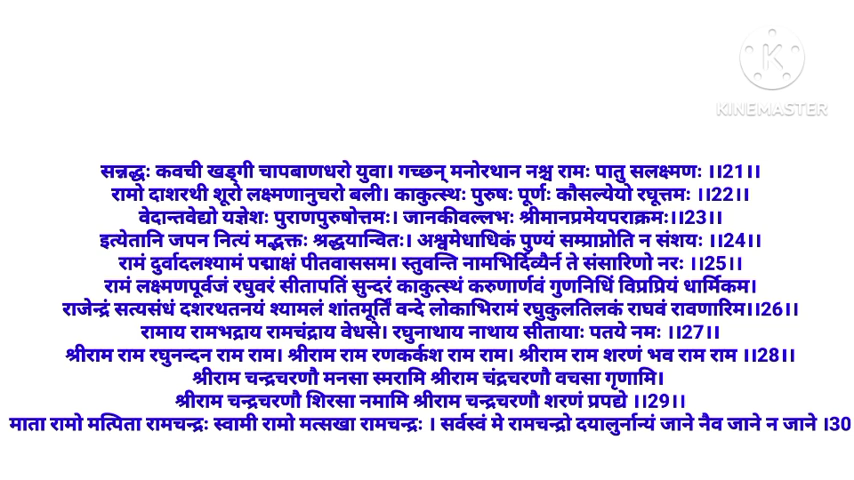 KINEMASTER
सन्नद्धः कवची खड्गी चापबाणधरो युवा। गच्छन् मनोरथान नश्च रामः पातु सलक्ष्मणः ।।21।।
रामो दाशरथी शूरो लक्ष्मणानुचरो बली। काकुत्स्थः पुरुषः पूर्णः कौसल्येयो रघूत्तमः ।।22।।
वेदान्तवेद्यो यज्ञेशः पुराणपुरुषोत्तमः। जानकीवल्लभः श्रीमानप्रमेयपराक्रमः।।23।।
इत्येतानि जपन नित्यं मद्भक्तः श्रद्धयान्वितः। अश्वमेधाधिकं पुण्यं सम्प्राप्नोति न संशयः ।।24।।
रामं दुर्वादलश्यामं पद्माक्षं पीतवाससम। स्तुवन्ति नामभिर्दिव्यैर्न ते संसारिणो नरः ।।25।।
रामं लक्ष्मणपूर्वजं रघुवरं सीतापतिं सुन्दरं काकुत्स्थं करुणार्णवं गुणनिधिं विप्रप्रियं धार्मिकम।
राजेन्द्रं सत्यसंधं दशरथतनयं श्यामलं शांतमूर्तिं वन्दे लोकाभिरामं रघुकुलतिलकं राघवं रावणारिम।।26।।
रामाय रामभद्राय रामचंद्राय वेधसे। रघुनाथाय नाथाय सीतायाः पतये नमः ।।27।।
श्रीराम राम रघुनन्दन राम राम। श्रीराम राम रणकर्कश राम राम। श्रीराम राम शरणं भव राम राम ।।28।।
श्रीराम चन्द्रचरणौ मनसा स्मरामि श्रीराम चंद्रचरणौ वचसा गृणामि।
श्रीराम चन्द्रचरणौ शिरसा नमामि श्रीराम चन्द्रचरणौ शरणं प्रपद्ये ।।29।।
माता रामो मत्पिता रामचन्द्रः स्वामी रामो मत्सखा रामचन्द्रः । सर्वस्वं मे रामचन्द्रो दयालुर्नान्यं जाने नैव जाने न जाने ।30